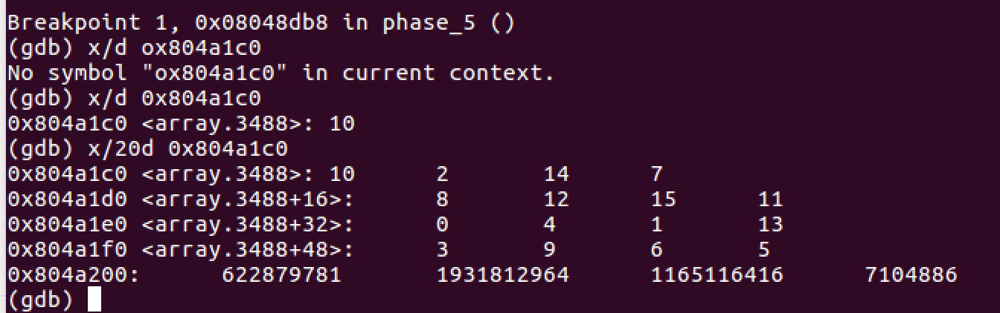 Breakpoint 1, 0x08048db8 in phase_5 ()
(gdb) x/d ox804a1c0
No symbol "ox804a1c0" in current context.
(gdb) x/d 0x804a1c0
0x804a1c0 <array.3488>: 10
(gdb) x/20d 0x804a1c0
0x804a1c0 <array.3488>: 10 2 14 7
0x804a1d0 <array.3488+16>: 8 12 15 11
0x804a1e0 <array.3488+32>: 0 4 1 13
0x804a1f0 <array.3488+48>: 3 9 6 5
0x804a200: 622879781 1931812964 1165116416 7104886
(gdb)